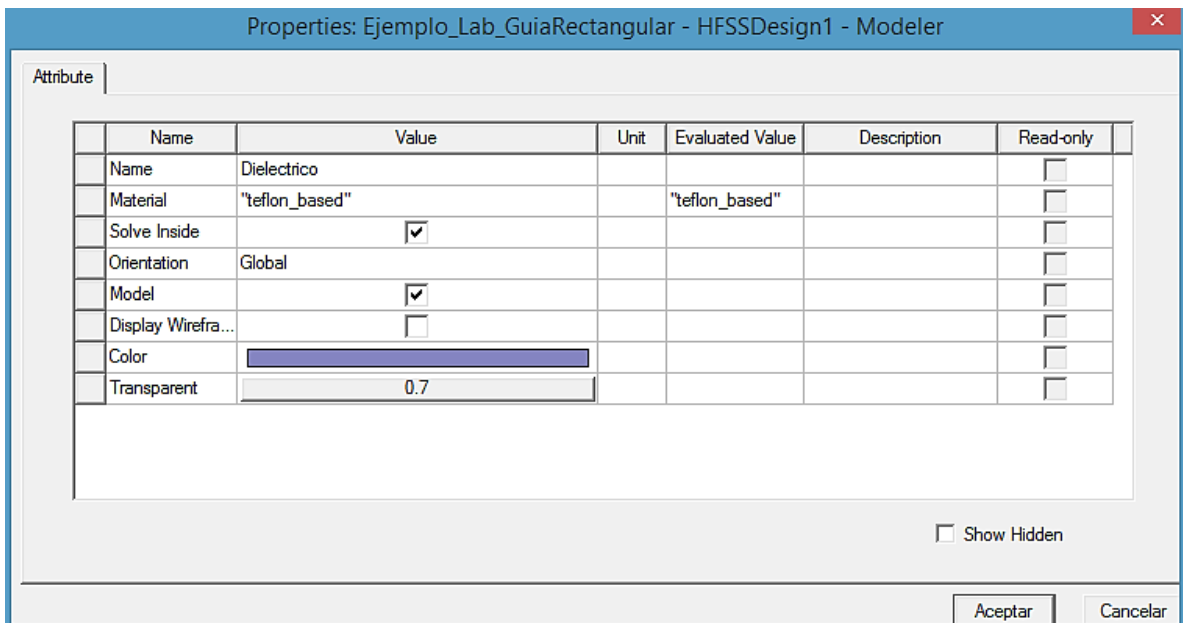 Properties: Ejemplo_Lab_GuiaRectangular - HFSSDesign1 - Modeler
Attribute
Name Value Unit Evaluated Value Description Read-only
Name Dielectrico
Material "teflon_based" "teflon_based"
Solve Inside
Orientation Global
Model
Display Wirefra...
Color
Transparent 0.7
Show Hidden
Aceptar Cancelar